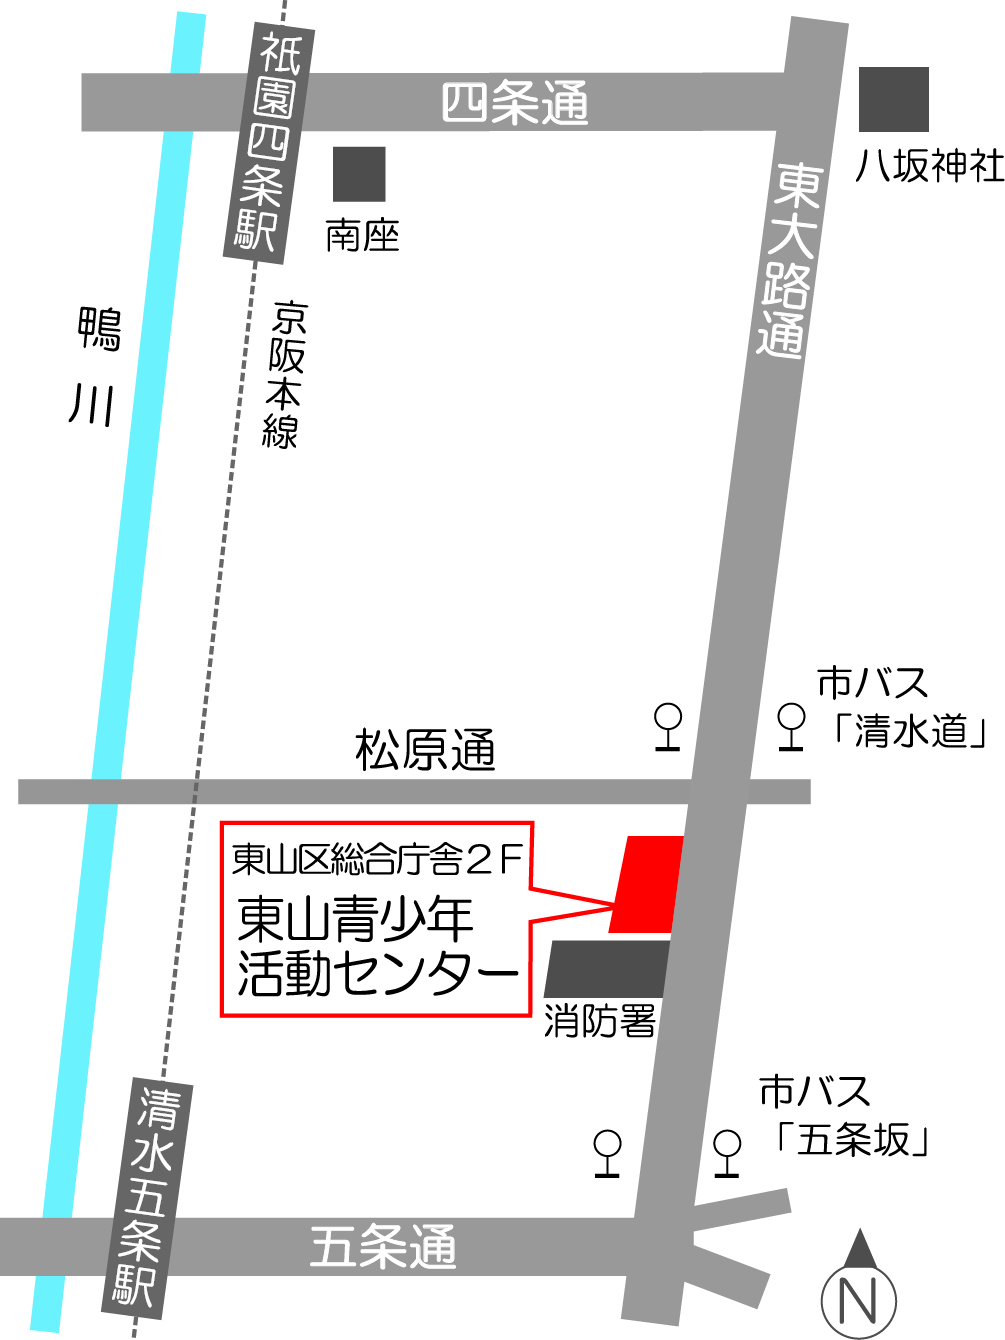 祇園四条駅
四条通
八坂神社
南座
東大路通
鴨川
京阪本線
市バス
「清水道」
松原通
東山区総合庁舎２Ｆ
東山青少年
活動センター
消防署
市バス
「五条坂」
清水五条駅
五条通
N